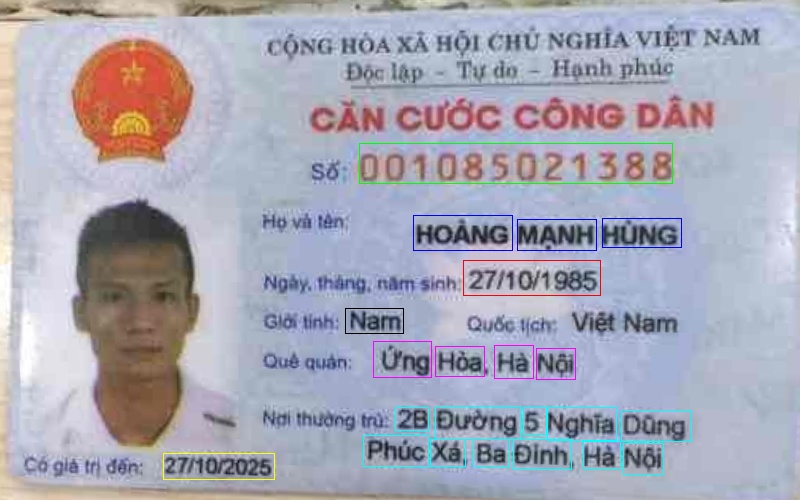 CỘNG HÒA XÃ HỘI CHỦ NGHĨA VIỆT NAM
Độc lập - Tự do - Hạnh phúc
CĂN CƯỚC CÔNG DÂN
Số: 001085021388
Họ và tên: HOÀNG MẠNH HÙNG
Ngày, tháng, năm sinh: 27/10/1985
Giới tính: Nam Quốc tịch: Việt Nam
Quê quán: Ứng Hòa, Hà Nội
Nơi thường trú: 2B Đường 5 Nghĩa Dũng
Phúc Xá, Ba Đình, Hà Nội
Có giá trị đến: 27/10/2025